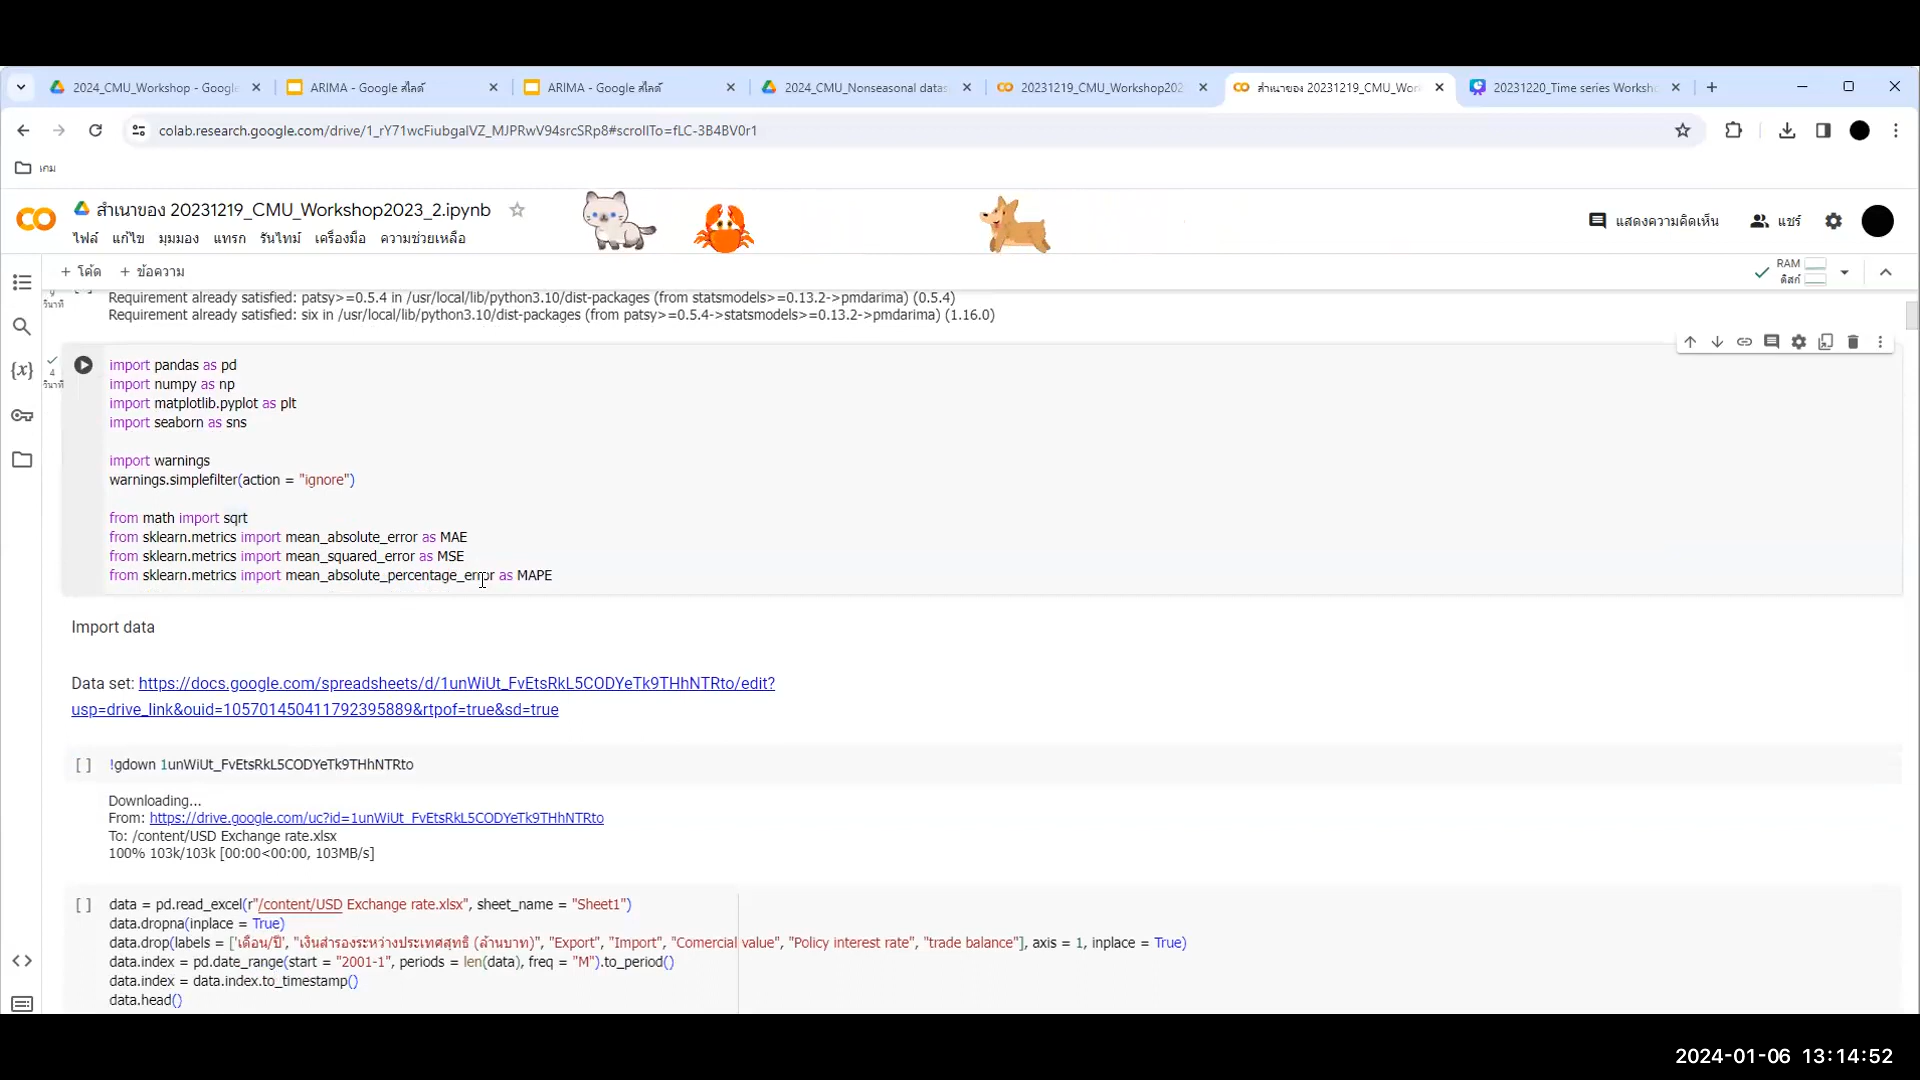 2024_CMU_Workshop - Google
ARIMA - Google สไลด์
ARIMA - Google สไลด์
2024_CMU_Nonseasonal datas
20231219_CMU_Workshop202
สำเนาของ 20231219_CMU_Wor
20231220_Time series Worksh
colab.research.google.com/drive/1_rY71wcFiubgaIVZ_MJPRwV94srcSRp8#scrollTo=fLC-3B4BV0r1
เกม
สำเนาของ 20231219_CMU_Workshop2023_2.ipynb
แสดงความคิดเห็น
แชร์
ไฟล์ แก้ไข มุมมอง แทรก รันไทม์ เครื่องมือ ความช่วยเหลือ
+ โค้ด + ข้อความ
RAM
ดิสก์
วินาที
Requirement already satisfied: patsy>=0.5.4 in /usr/local/lib/python3.10/dist-packages (from statsmodels>=0.13.2->pmdarima) (0.5.4)
Requirement already satisfied: six in /usr/local/lib/python3.10/dist-packages (from patsy>=0.5.4->statsmodels>=0.13.2->pmdarima) (1.16.0)
4
วินาที
import pandas as pd
import numpy as np
import matplotlib.pyplot as plt
import seaborn as sns
import warnings
warnings.simplefilter(action = "ignore")
from math import sqrt
from sklearn.metrics import mean_absolute_error as MAE
from sklearn.metrics import mean_squared_error as MSE
from sklearn.metrics import mean_absolute_percentage_error as MAPE
Import data
Data set: https://docs.google.com/spreadsheets/d/1unWiUt_FvEtsRkL5CODYeTk9THhNTRto/edit?
usp=drive_link&ouid=105701450411792395889&rtpof=true&sd=true
[ ] !gdown 1unWiUt_FvEtsRkL5CODYeTk9THhNTRto
Downloading...
From: https://drive.google.com/uc?id=1unWiUt_FvEtsRkL5CODYeTk9THhNTRto
To: /content/USD Exchange rate.xlsx
100% 103k/103k [00:00<00:00, 103MB/s]
[ ] data = pd.read_excel(r"/content/USD Exchange rate.xlsx", sheet_name = "Sheet1")
data.dropna(inplace = True)
data.drop(labels = ['เดือน/ปี', "เงินสำรองระหว่างประเทศสุทธิ (ล้านบาท)", "Export", "Import", "Comercial value", "Policy interest rate", "trade balance"], axis = 1, inplace = True)
data.index = pd.date_range(start = "2001-1", periods = len(data), freq = "M").to_period()
data.index = data.index.to_timestamp()
data.head()
2024-01-06 13:14:52